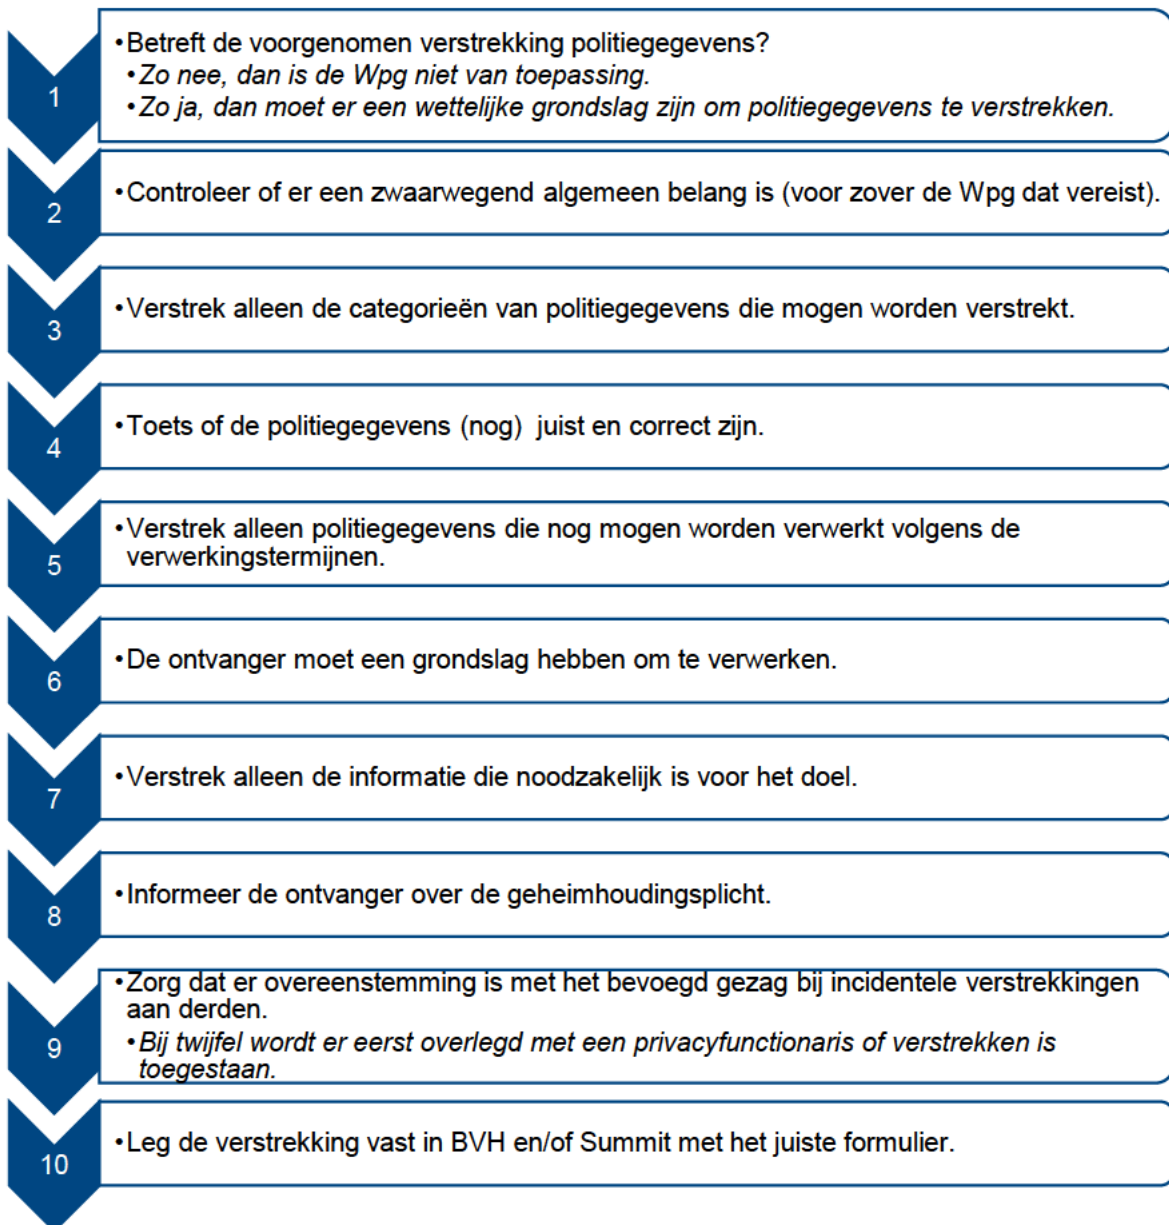 1
•Betreft de voorgenomen verstrekking politiegegevens?
•Zo nee, dan is de Wpg niet van toepassing.
•Zo ja, dan moet er een wettelijke grondslag zijn om politiegegevens te verstrekken.
2
•Controleer of er een zwaarwegend algemeen belang is (voor zover de Wpg dat vereist).
3
•Verstrek alleen de categorieën van politiegegevens die mogen worden verstrekt.
4
•Toets of de politiegegevens (nog) juist en correct zijn.
5
•Verstrek alleen politiegegevens die nog mogen worden verwerkt volgens de
verwerkingstermijnen.
6
•De ontvanger moet een grondslag hebben om te verwerken.
7
•Verstrek alleen de informatie die noodzakelijk is voor het doel.
8
•Informeer de ontvanger over de geheimhoudingsplicht.
9
•Zorg dat er overeenstemming is met het bevoegd gezag bij incidentele verstrekkingen
aan derden.
•Bij twijfel wordt er eerst overlegd met een privacyfunctionaris of verstrekken is
toegestaan.
10
•Leg de verstrekking vast in BVH en/of Summit met het juiste formulier.